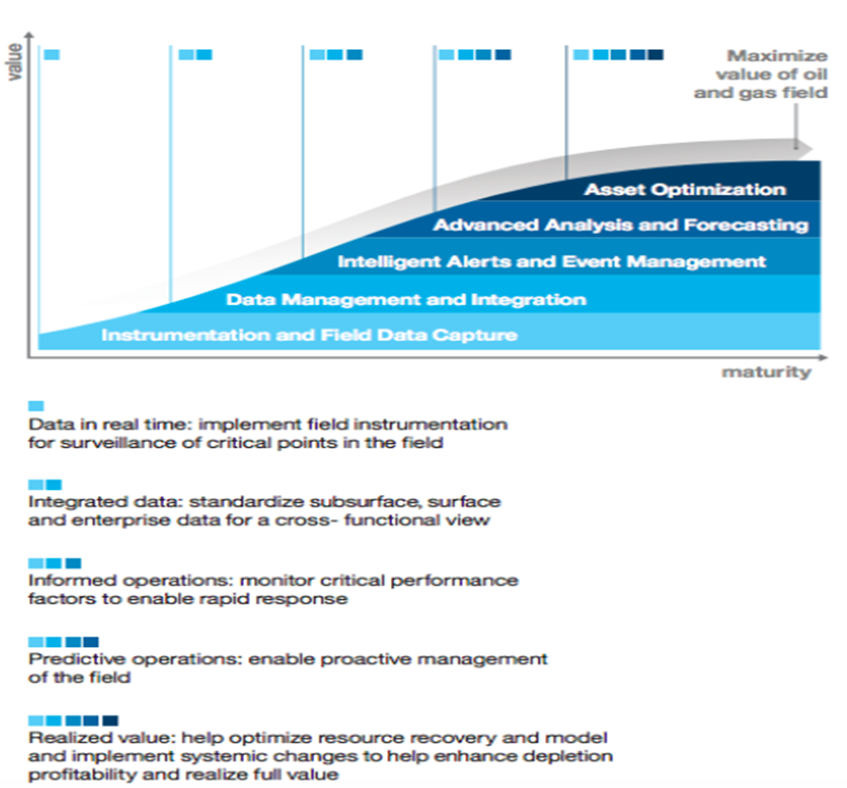 value
Maximize
value of oil
and gas field
Asset Optimization
Advanced Analysis and Forecasting
Intelligent Alerts and Event Management
Data Management and Integration
Instrumentation and Field Data Capture
maturity
Data in real time: implement field instrumentation
for surveillance of critical points in the field
Integrated data: standardize subsurface, surface
and enterprise data for a cross- functional view
Informed operations: monitor critical performance
factors to enable rapid response
Predictive operations: enable proactive management
of the field
Realized value: help optimize resource recovery and model
and implement systemic changes to help enhance depletion
profitability and realize full value